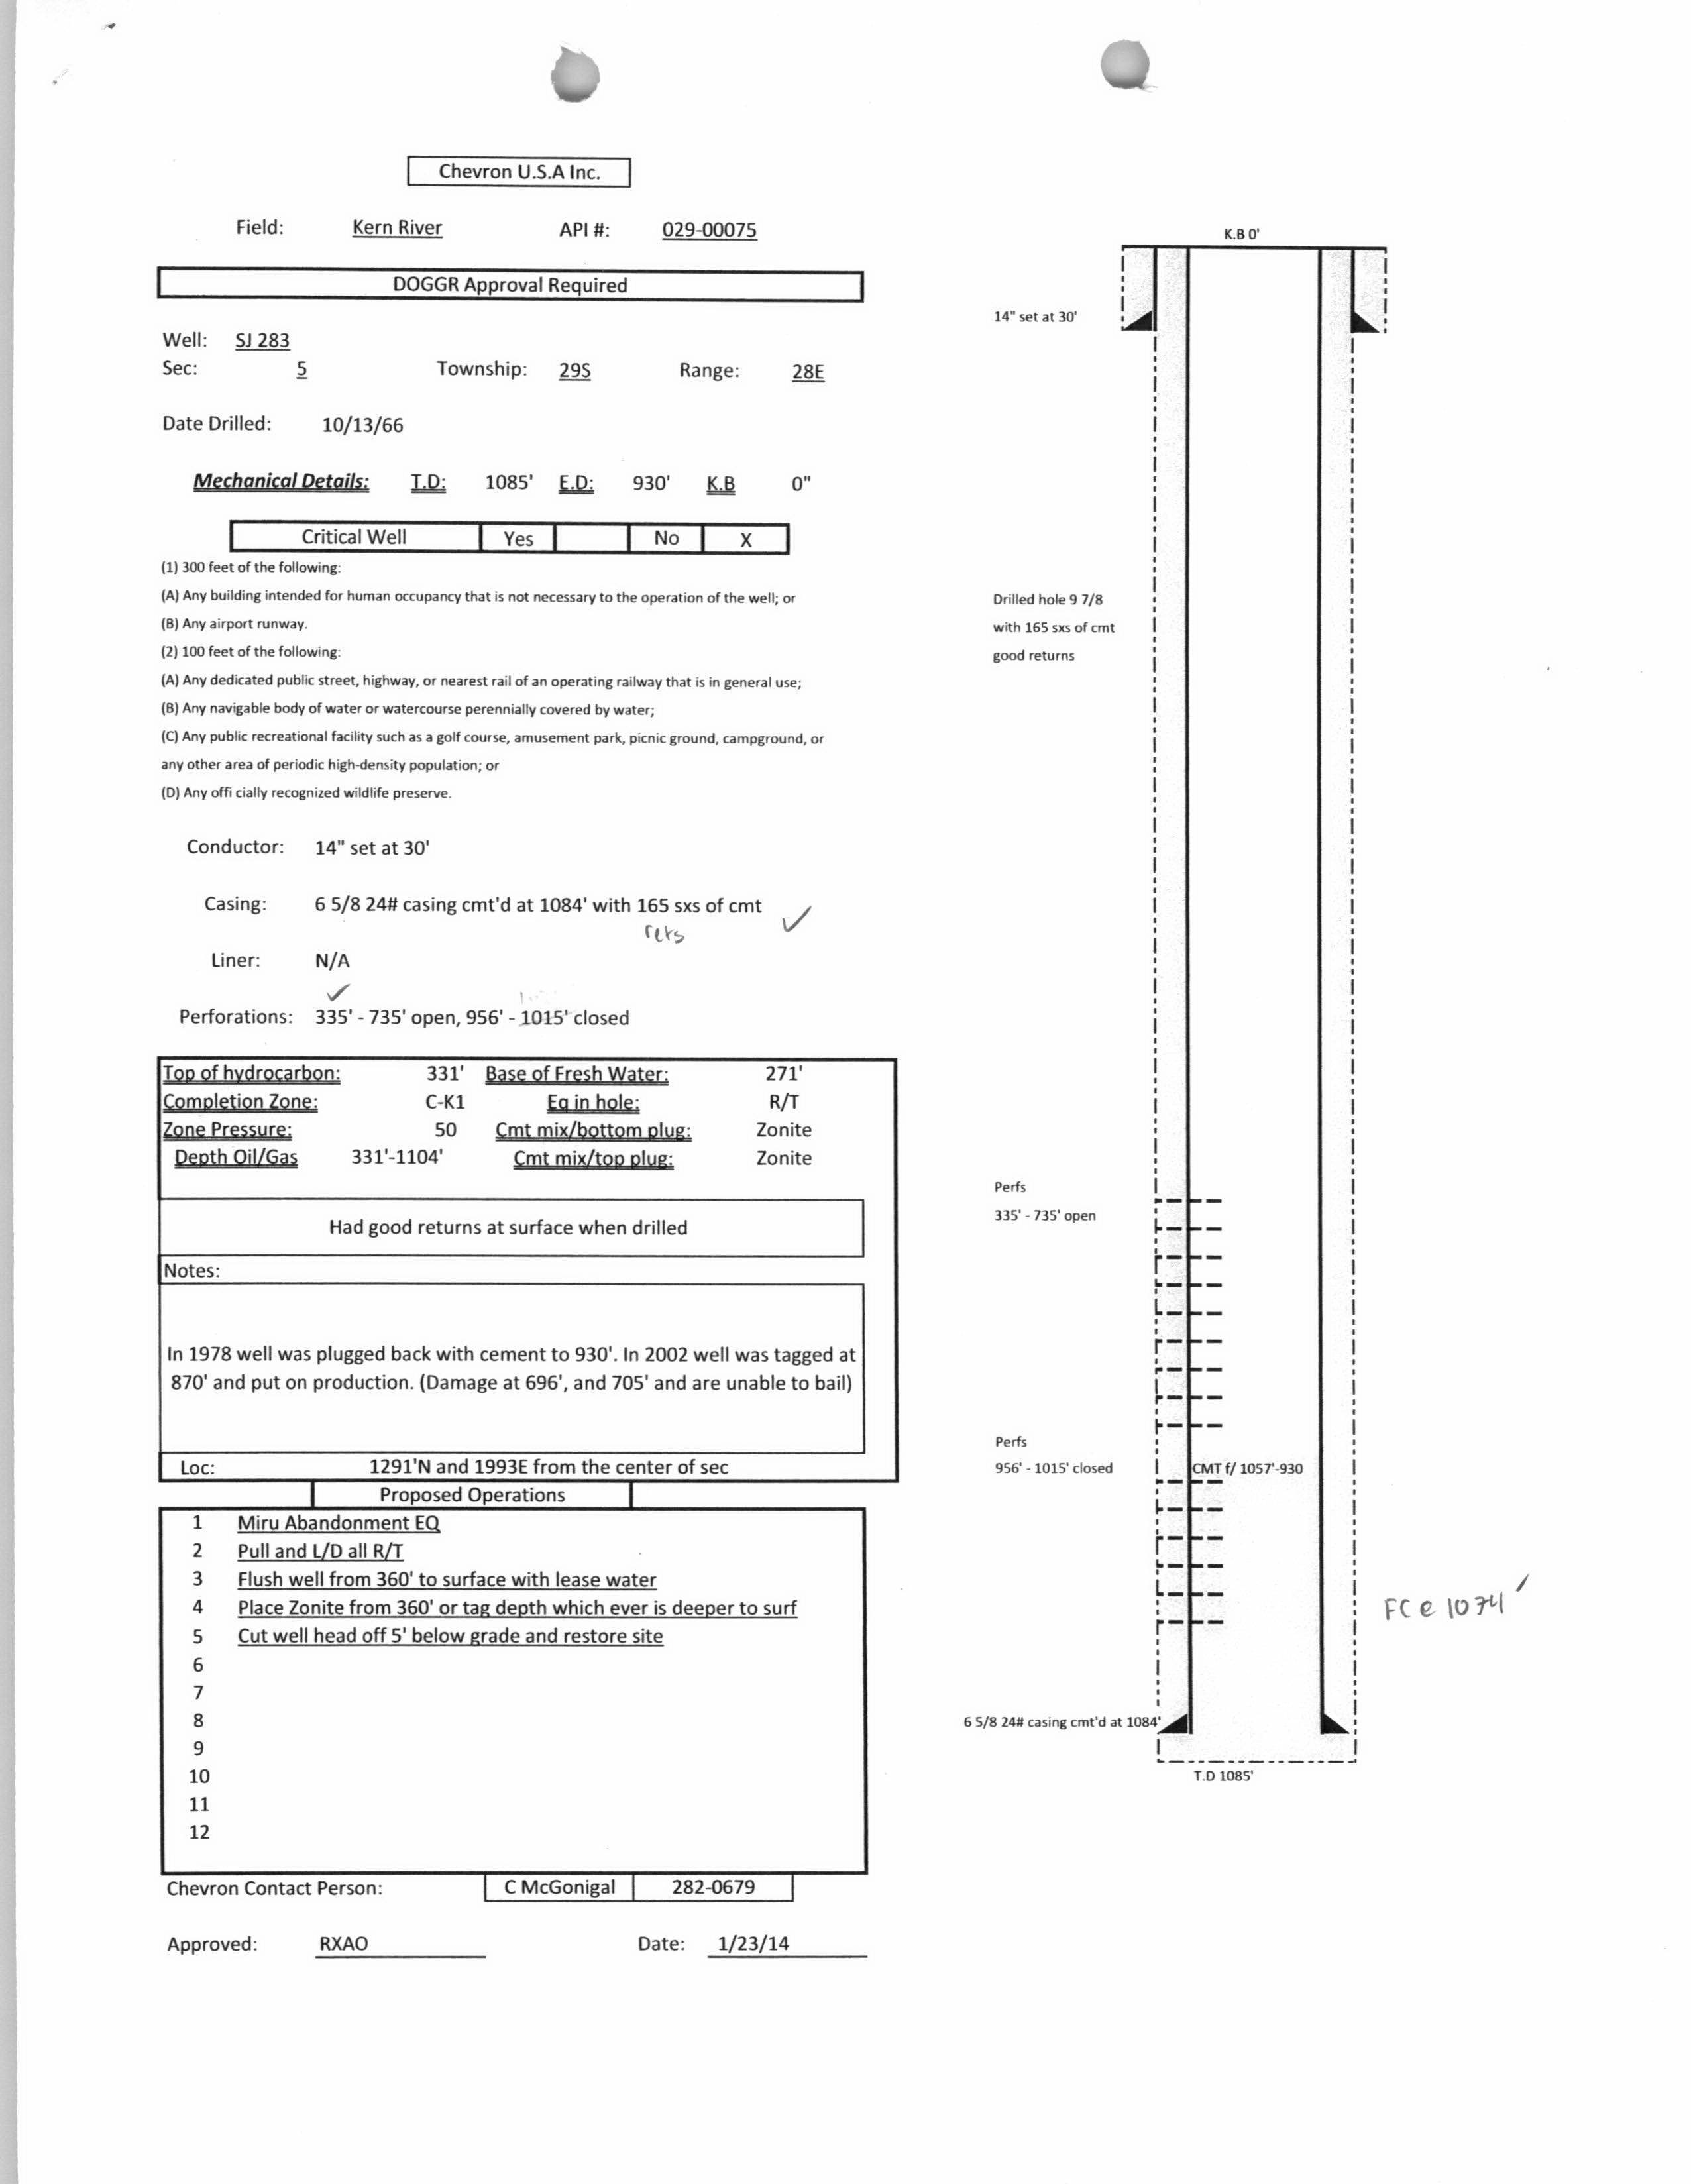 Chevron U.S.A Inc.
Field: Kern River API #: 029-00075
DOGGR Approval Required
Well: SJ 283
Sec: 5 Township: 29S Range: 28E
Date Drilled: 10/13/66
Mechanical Details: T.D: 1085' E.D: 930' K.B 0"
Critical Well Yes No X
(1) 300 feet of the following:
(A) Any building intended for human occupancy that is not necessary to the operation of the well; or
(B) Any airport runway.
(2) 100 feet of the following:
(A) Any dedicated public street, highway, or nearest rail of an operating railway that is in general use;
(B) Any navigable body of water or watercourse perennially covered by water;
(C) Any public recreational facility such as a golf course, amusement park, picnic ground, campground, or
any other area of periodic high-density population; or
(D) Any offi cially recognized wildlife preserve.
Conductor: 14" set at 30'
Casing: 6 5/8 24# casing cmt'd at 1084' with 165 sxs of cmt ✓
rets
Liner: N/A
✓
Perforations: 335' - 735' open, 956' - 1015' closed
Top of hydrocarbon: 331' Base of Fresh Water: 271'
Completion Zone: C-K1 Eq in hole: R/T
Zone Pressure: 50 Cmt mix/bottom plug: Zonite
Depth Oil/Gas 331'-1104' Cmt mix/top plug: Zonite
Had good returns at surface when drilled
Notes:
In 1978 well was plugged back with cement to 930'. In 2002 well was tagged at
870' and put on production. (Damage at 696', and 705' and are unable to bail)
Loc: 1291'N and 1993E from the center of sec
Proposed Operations
1 Miru Abandonment EQ
2 Pull and L/D all R/T
3 Flush well from 360' to surface with lease water
4 Place Zonite from 360' or tag depth which ever is deeper to surf
5 Cut well head off 5' below grade and restore site
6
7
8
9
10
11
12
Chevron Contact Person: C McGonigal 282-0679
Approved: RXAO Date: 1/23/14
K.B 0'
14" set at 30'
Drilled hole 9 7/8
with 165 sxs of cmt
good returns
Perfs
335' - 735' open
Perfs
956' - 1015' closed
CMT f/ 1057'-930
FC @ 1074 ✓
6 5/8 24# casing cmt'd at 1084'
T.D 1085'